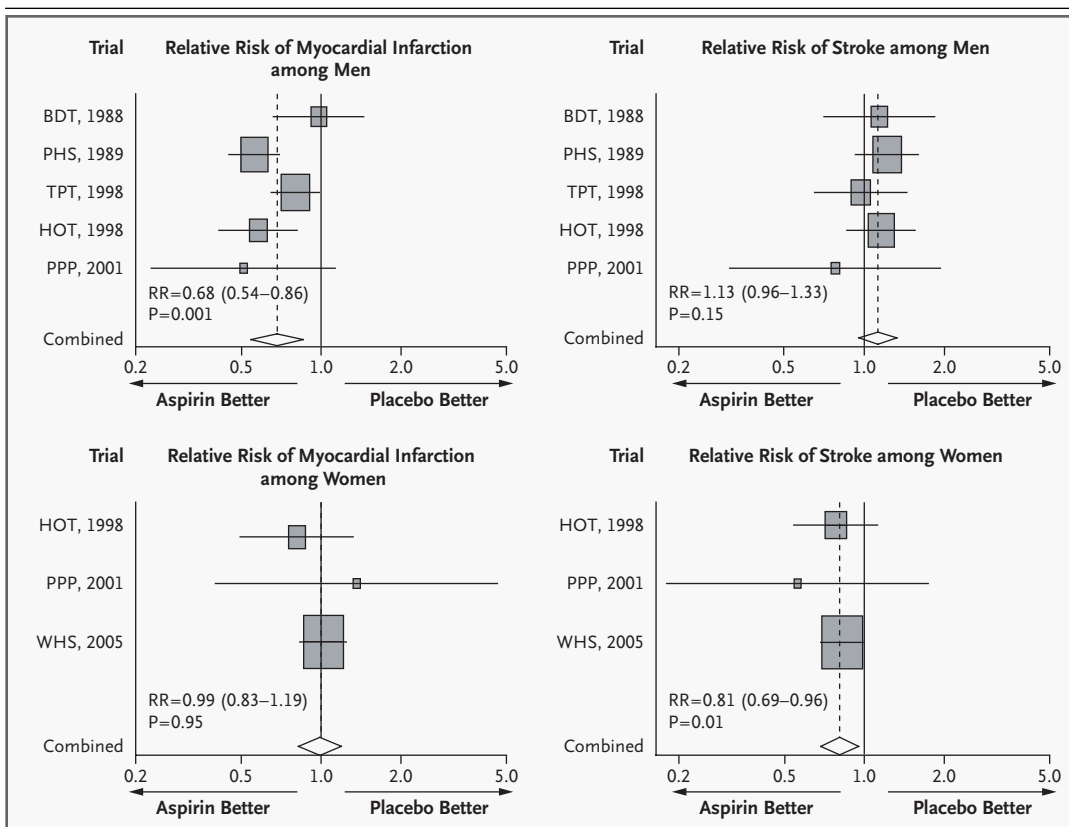 Trial Relative Risk of Myocardial Infarction
among Men
BDT, 1988
PHS, 1989
TPT, 1998
HOT, 1998
PPP, 2001
RR=0.68 (0.54–0.86)
P=0.001
Combined
0.2 0.5 1.0 2.0 5.0
Aspirin Better Placebo Better
Trial Relative Risk of Stroke among Men
BDT, 1988
PHS, 1989
TPT, 1998
HOT, 1998
PPP, 2001
RR=1.13 (0.96–1.33)
P=0.15
Combined
0.2 0.5 1.0 2.0 5.0
Aspirin Better Placebo Better
Trial Relative Risk of Myocardial Infarction
among Women
HOT, 1998
PPP, 2001
WHS, 2005
RR=0.99 (0.83–1.19)
P=0.95
Combined
0.2 0.5 1.0 2.0 5.0
Aspirin Better Placebo Better
Trial Relative Risk of Stroke among Women
HOT, 1998
PPP, 2001
WHS, 2005
RR=0.81 (0.69–0.96)
P=0.01
Combined
0.2 0.5 1.0 2.0 5.0
Aspirin Better Placebo Better